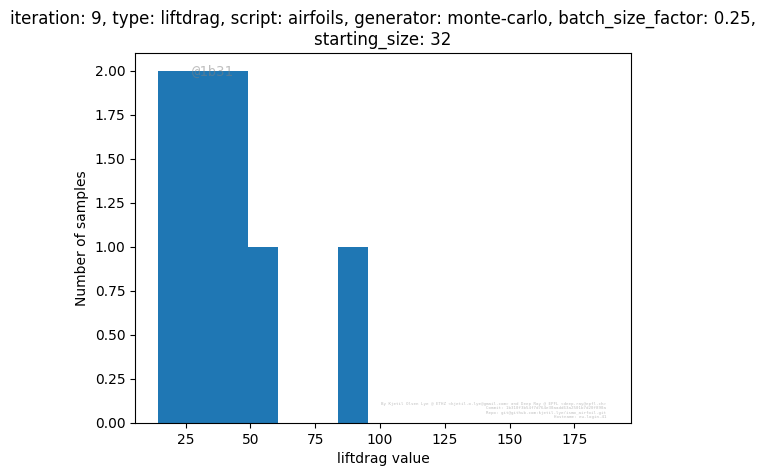 iteration: 9, type: liftdrag, script: airfoils, generator: monte-carlo, batch_size_factor: 0.25,
starting_size: 32
@1b31
2.00
1.75
1.50
1.25
1.00
0.75
0.50
0.25
0.00
Number of samples
25 50 75 100 125 150 175
liftdrag value